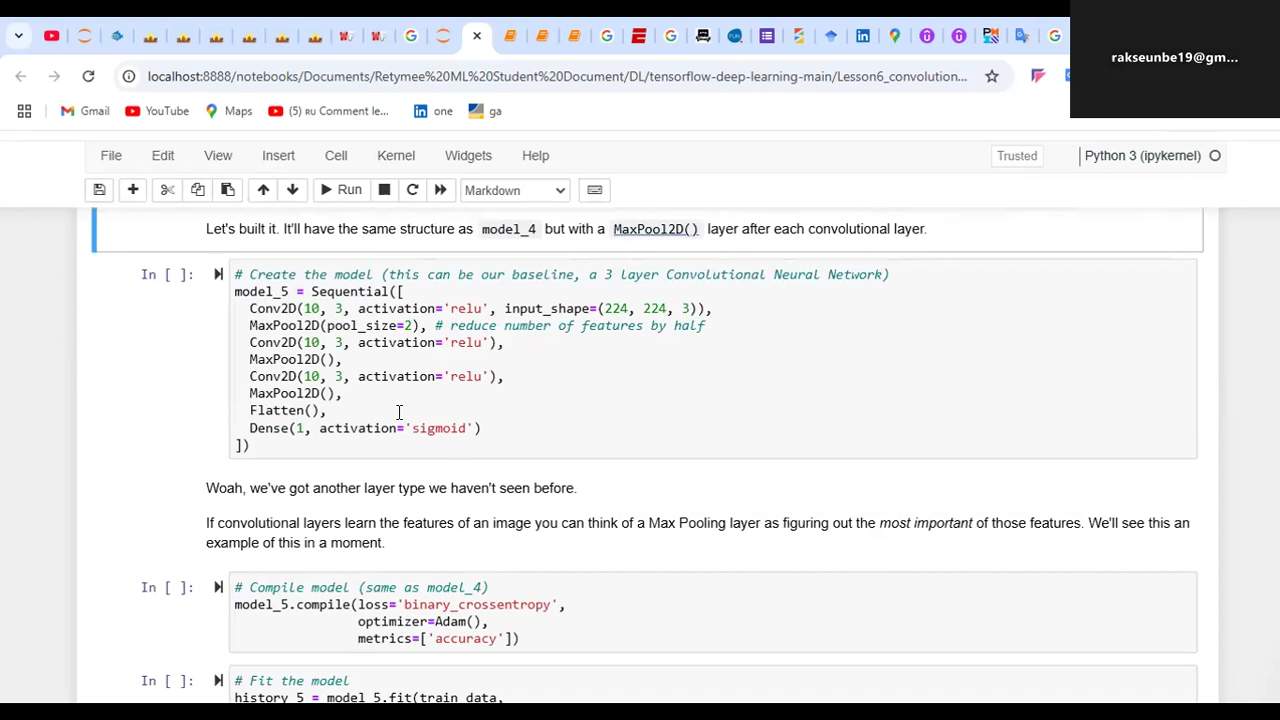 rakseunbe19@gm...
localhost:8888/notebooks/Documents/Retymee%20ML%20Student%20Document/DL/tensorflow-deep-learning-main/Lesson6_convolution...
Gmail YouTube Maps (5) ຄມ Comment le... one ga
File Edit View Insert Cell Kernel Widgets Help Trusted Python 3 (ipykernel)
Run Markdown
Let's built it. It'll have the same structure as model_4 but with a MaxPool2D() layer after each convolutional layer.
In [ ]: # Create the model (this can be our baseline, a 3 layer Convolutional Neural Network)
model_5 = Sequential([
Conv2D(10, 3, activation='relu', input_shape=(224, 224, 3)),
MaxPool2D(pool_size=2), # reduce number of features by half
Conv2D(10, 3, activation='relu'),
MaxPool2D(),
Conv2D(10, 3, activation='relu'),
MaxPool2D(),
Flatten(),
Dense(1, activation='sigmoid')
])
Woah, we've got another layer type we haven't seen before.
If convolutional layers learn the features of an image you can think of a Max Pooling layer as figuring out the most important of those features. We'll see this an
example of this in a moment.
In [ ]: # Compile model (same as model_4)
model_5.compile(loss='binary_crossentropy',
optimizer=Adam(),
metrics=['accuracy'])
In [ ]: # Fit the model
history_5 = model_5.fit(train_data,